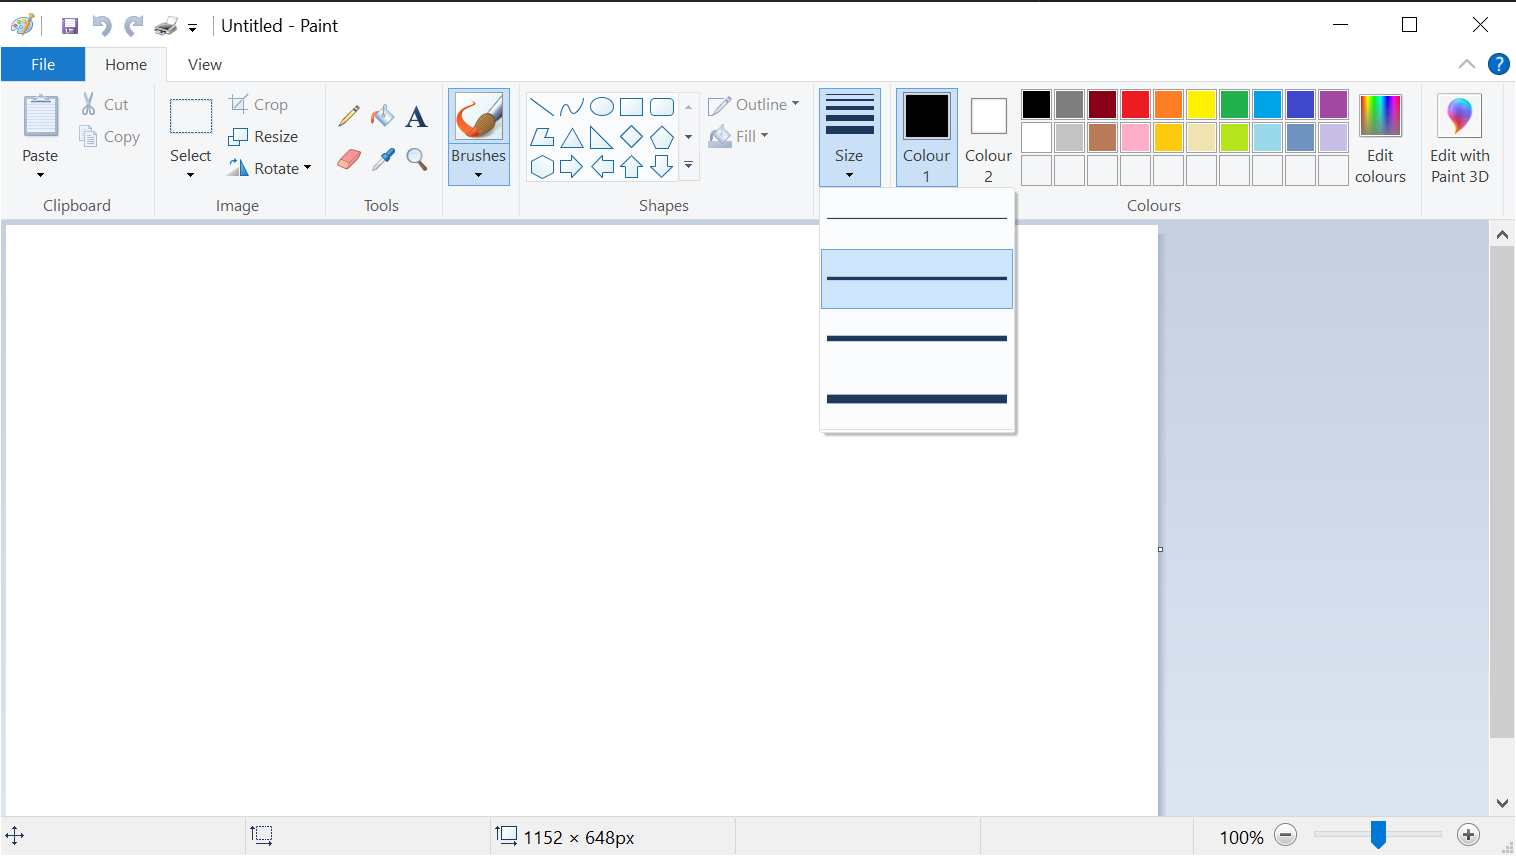 Untitled - Paint
File Home View
Paste
Cut
Copy
Clipboard
Select
Crop
Resize
Rotate
Image
A
Tools
Brushes
Outline
Fill
Shapes
Size
Colour
1
Colour
2
Edit
colours
Colours
Edit with
Paint 3D
?
1152 × 648px
100%